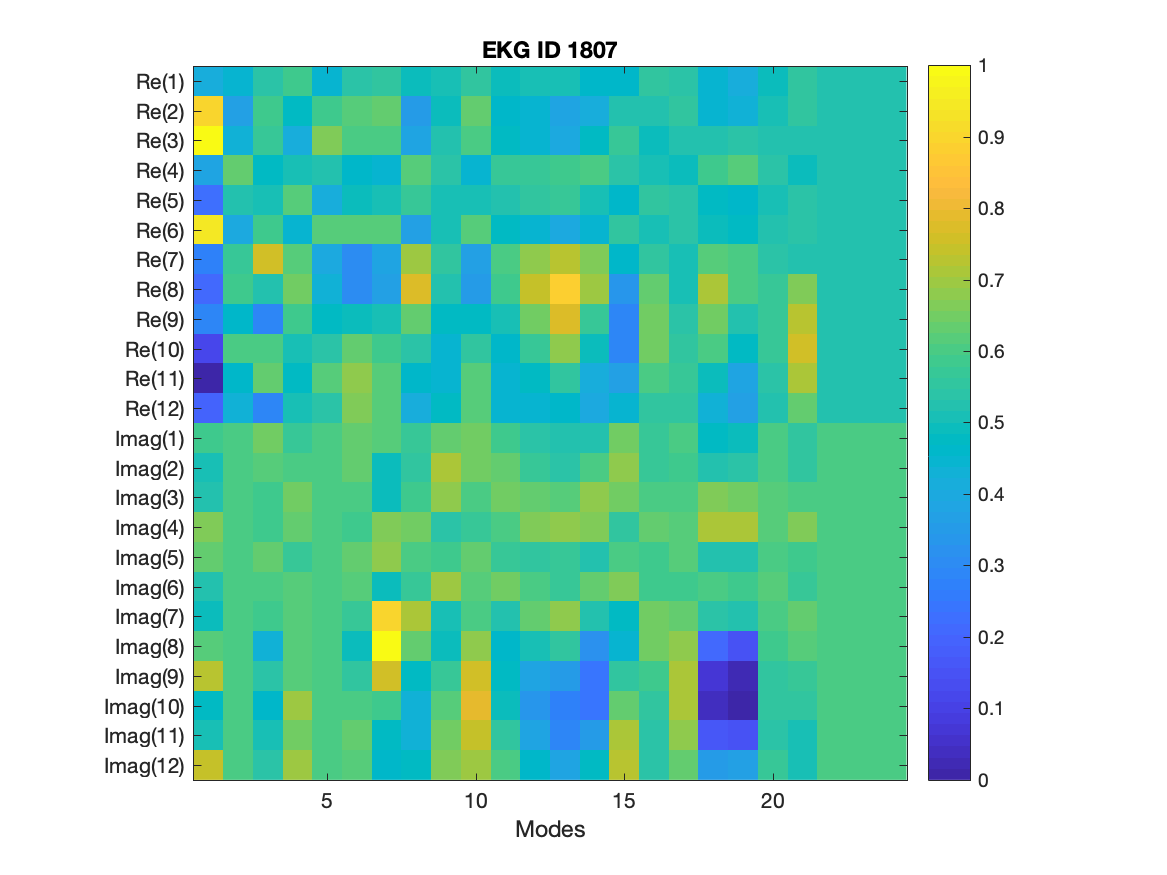 EKG ID 1807
Re(1)
Re(2)
Re(3)
Re(4)
Re(5)
Re(6)
Re(7)
Re(8)
Re(9)
Re(10)
Re(11)
Re(12)
Imag(1)
Imag(2)
Imag(3)
Imag(4)
Imag(5)
Imag(6)
Imag(7)
Imag(8)
Imag(9)
Imag(10)
Imag(11)
Imag(12)
5 10 15 20
Modes
1
0.9
0.8
0.7
0.6
0.5
0.4
0.3
0.2
0.1
0